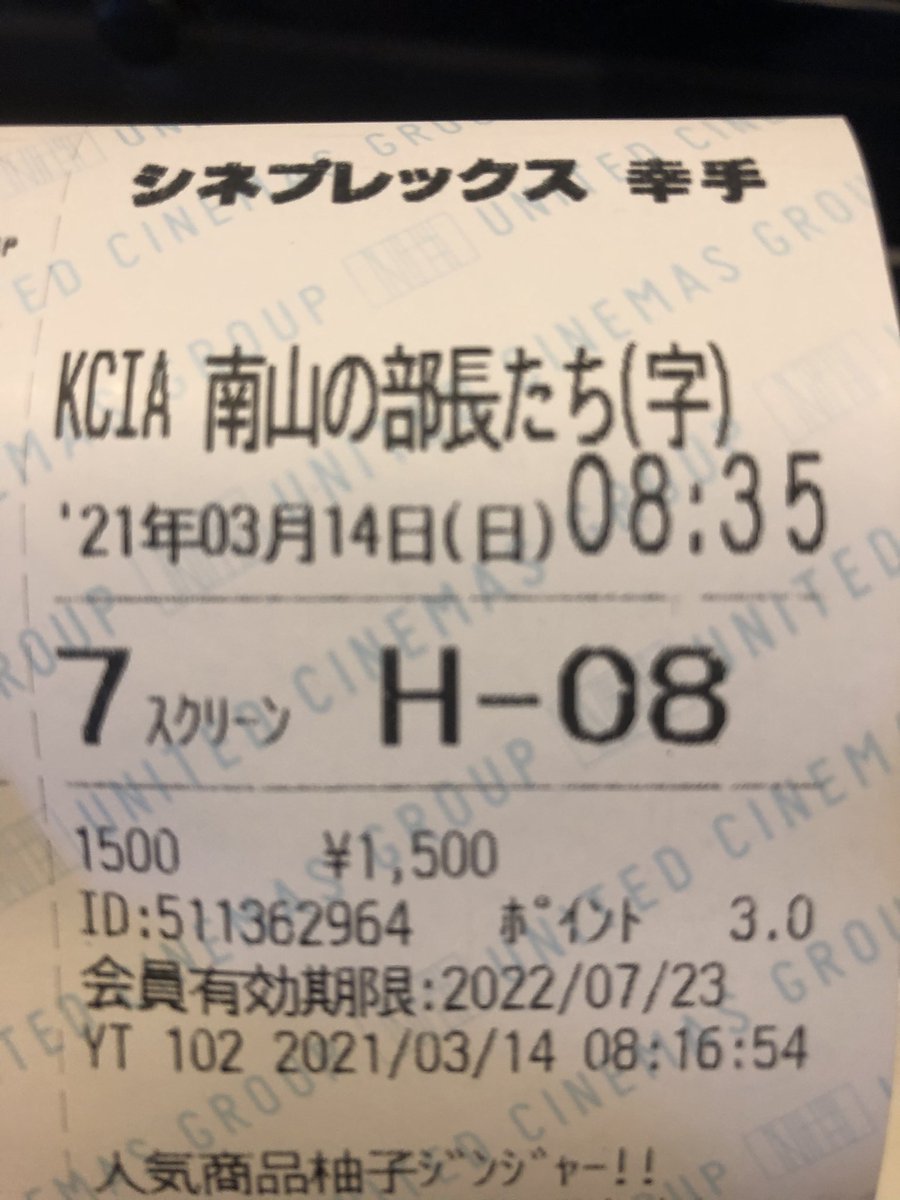 シネプレックス 幸手
KCIA 南山の部長たち(字)
'21年03月14日(日) 08:35
7 スクリーン H-08
1500 ¥1,500
ID:511362964 ポイント 3.0
会員有効期限:2022/07/23
YT 102 2021/03/14 08:16:54
人気商品柚子ジンジャー!!
UNITED CINEMAS GROUP